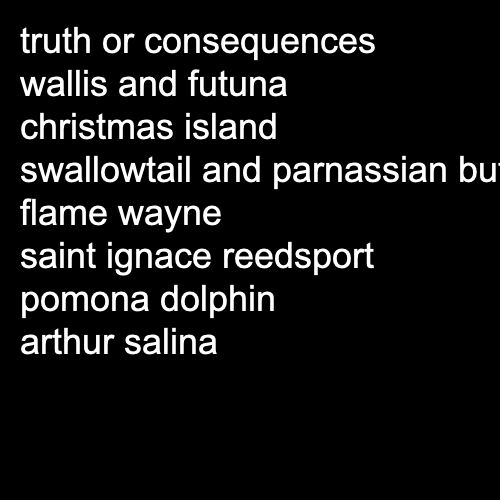 truth or consequences
wallis and futuna
christmas island
swallowtail and parnassian
flame wayne
saint ignace reedsport
pomona dolphin
arthur salina